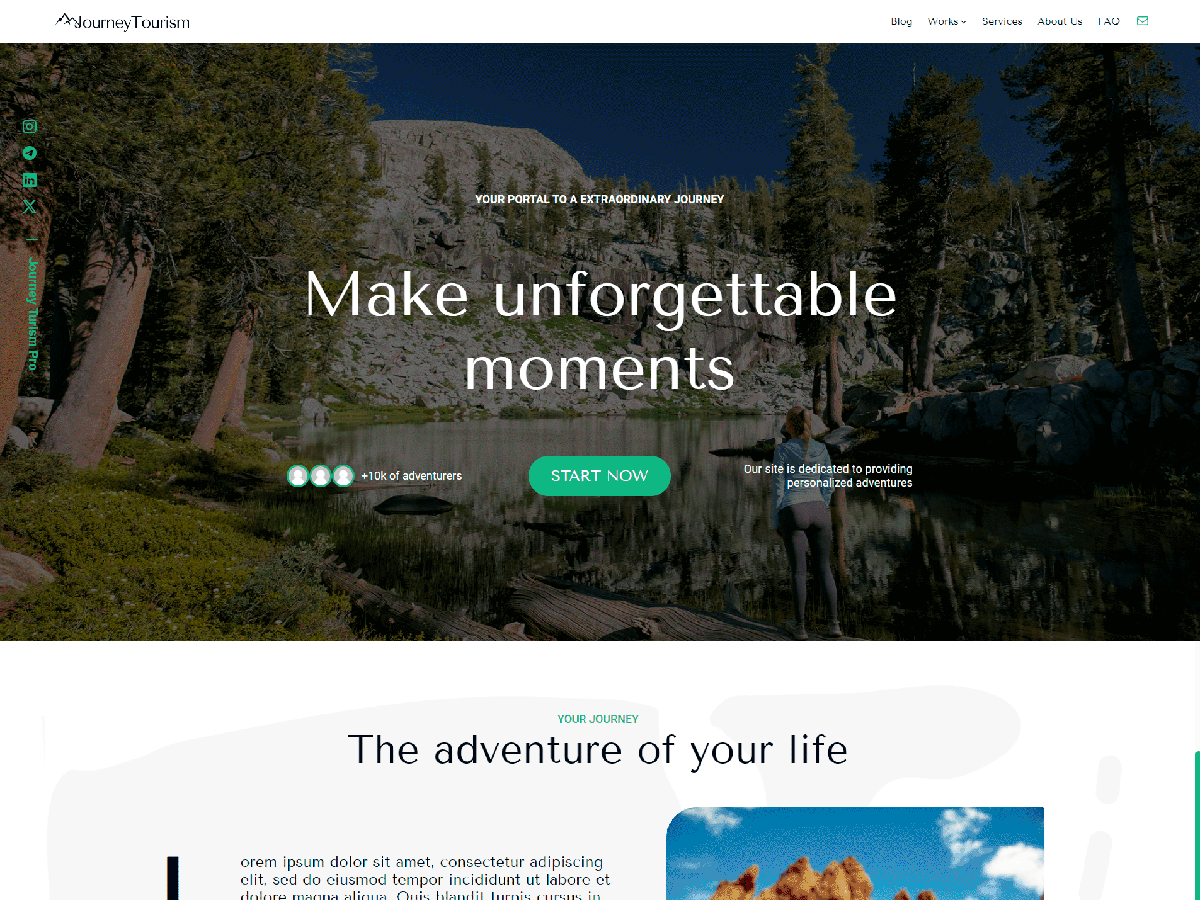 JourneyTourism
Blog Works Services About Us FAQ
YOUR PORTAL TO A EXTRAORDINARY JOURNEY
Make unforgettable
moments
Journey Turism Pro
+10k of adventurers
START NOW
Our site is dedicated to providing
personalized adventures
YOUR JOURNEY
The adventure of your life
orem ipsum dolor sit amet, consectetur adipiscing
elit, sed do eiusmod tempor incididunt ut labore et
dolore magna aliqua. Quis blandit turpis cursus in